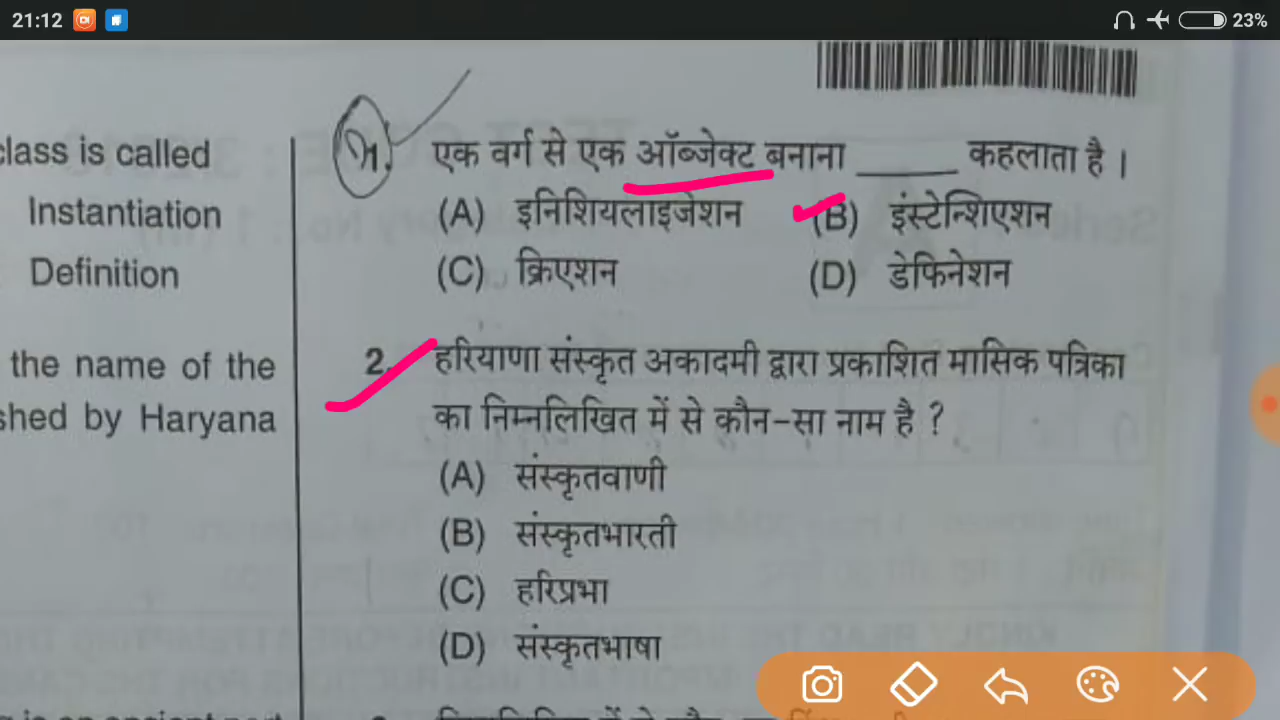 21:12
23%
class is called
Instantiation
Definition
the name of the
shed by Haryana
एक वर्ग से एक ऑब्जेक्ट बनाना ______ कहलाता है ।
(A) इनिशियलाइजेशन (B) इंस्टेन्शिएशन
(C) क्रिएशन (D) डेफिनेशन
2. हरियाणा संस्कृत अकादमी द्वारा प्रकाशित मासिक पत्रिका
का निम्नलिखित में से कौन-सा नाम है ?
(A) संस्कृतवाणी
(B) संस्कृतभारती
(C) हरिप्रभा
(D) संस्कृतभाषा